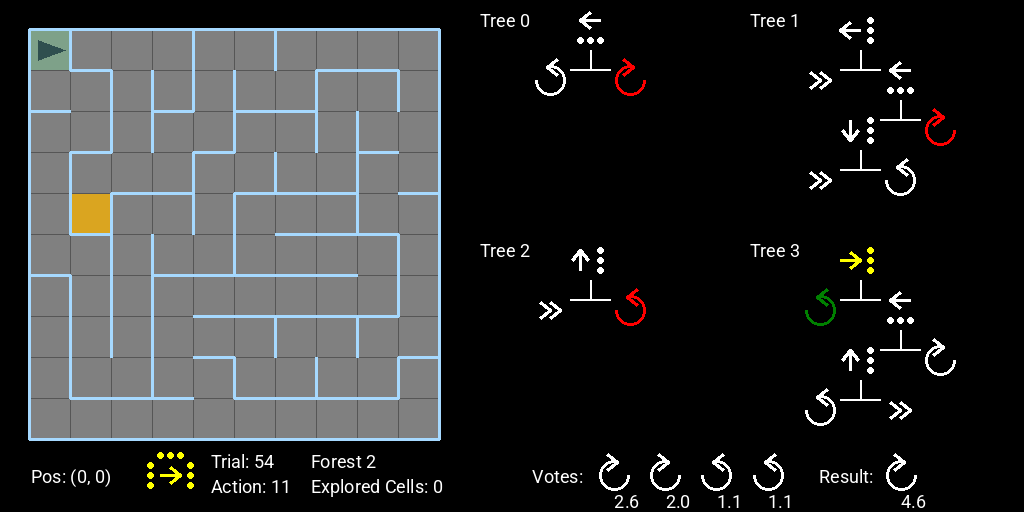 Tree 0
Tree 1
Tree 2
Tree 3
Pos: (0, 0)
Trial: 54
Forest 2
Action: 11
Explored Cells: 0
Votes:
2.6
2.0
1.1
1.1
Result:
4.6